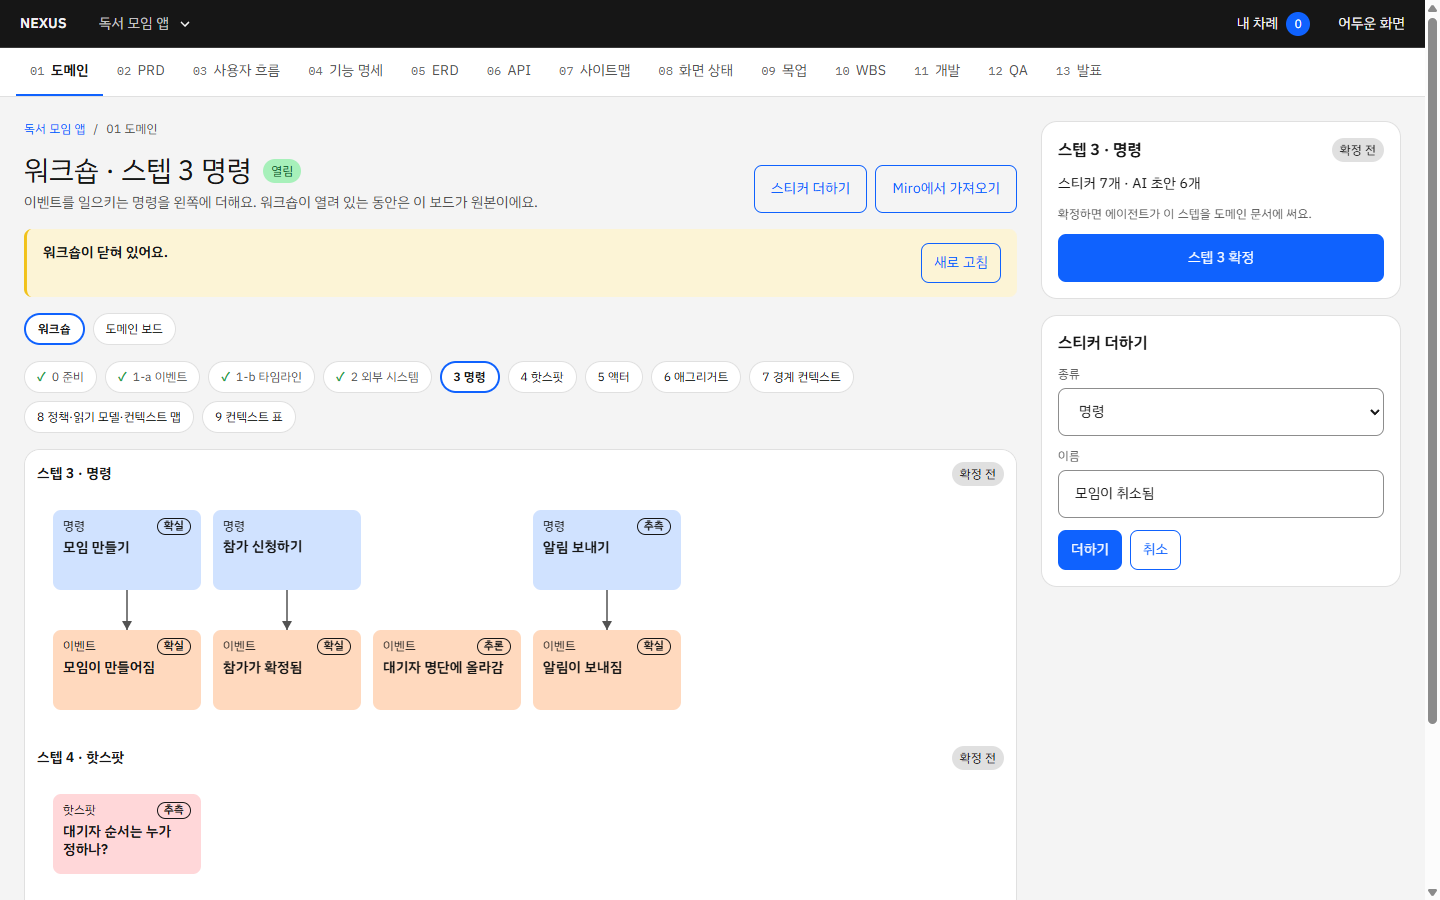 NEXUS
독서 모임 앱
내 차례 0
어두운 화면
01 도메인
02 PRD
03 사용자 흐름
04 기능 명세
05 ERD
06 API
07 사이트맵
08 화면 상태
09 목업
10 WBS
11 개발
12 QA
13 발표
독서 모임 앱 / 01 도메인
워크숍 · 스텝 3 명령 열림
이벤트를 일으키는 명령을 왼쪽에 더해요. 워크숍이 열려 있는 동안은 이 보드가 원본이에요.
스티커 더하기
Miro에서 가져오기
워크숍이 닫혀 있어요.
새로 고침
워크숍
도메인 보드
✓ 0 준비
✓ 1-a 이벤트
✓ 1-b 타임라인
✓ 2 외부 시스템
3 명령
4 핫스팟
5 액터
6 애그리거트
7 경계 컨텍스트
8 정책·읽기 모델·컨텍스트 맵
9 컨텍스트 표
스텝 3 · 명령
확정 전
명령 확실
모임 만들기
명령
참가 신청하기
명령 추측
알림 보내기
이벤트 확실
모임이 만들어짐
이벤트 확실
참가가 확정됨
이벤트 추론
대기자 명단에 올라감
이벤트 확실
알림이 보내짐
스텝 4 · 핫스팟
확정 전
핫스팟 추측
대기자 순서는 누가
정하나?
스텝 3 · 명령
확정 전
스티커 7개 · AI 초안 6개
확정하면 에이전트가 이 스텝을 도메인 문서에 써요.
스텝 3 확정
스티커 더하기
종류
명령
이름
모임이 취소됨
더하기
취소